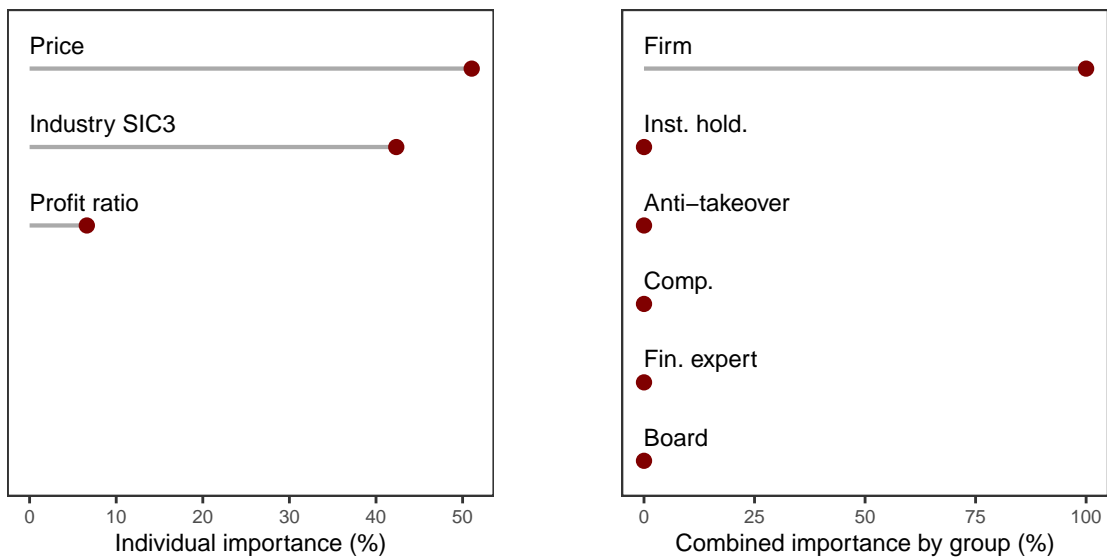 Price
Industry SIC3
Profit ratio
0 10 20 30 40 50
Individual importance (%)
Firm
Inst. hold.
Anti−takeover
Comp.
Fin. expert
Board
0 25 50 75 100
Combined importance by group (%)